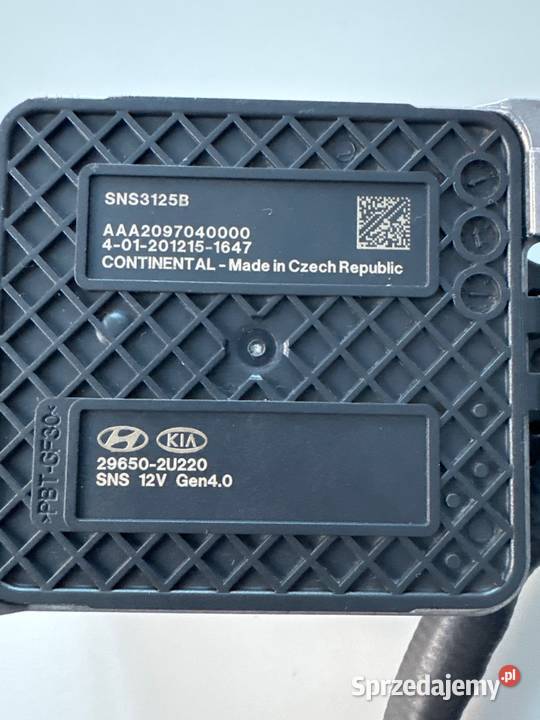 SNS3125B
AAA2097040000
4-01-201215-1647
CONTINENTAL - Made in Czech Republic
KIA
29650-2U220
SNS 12V Gen4.0
>PBT-GF30<
Sprzedajemy.pl